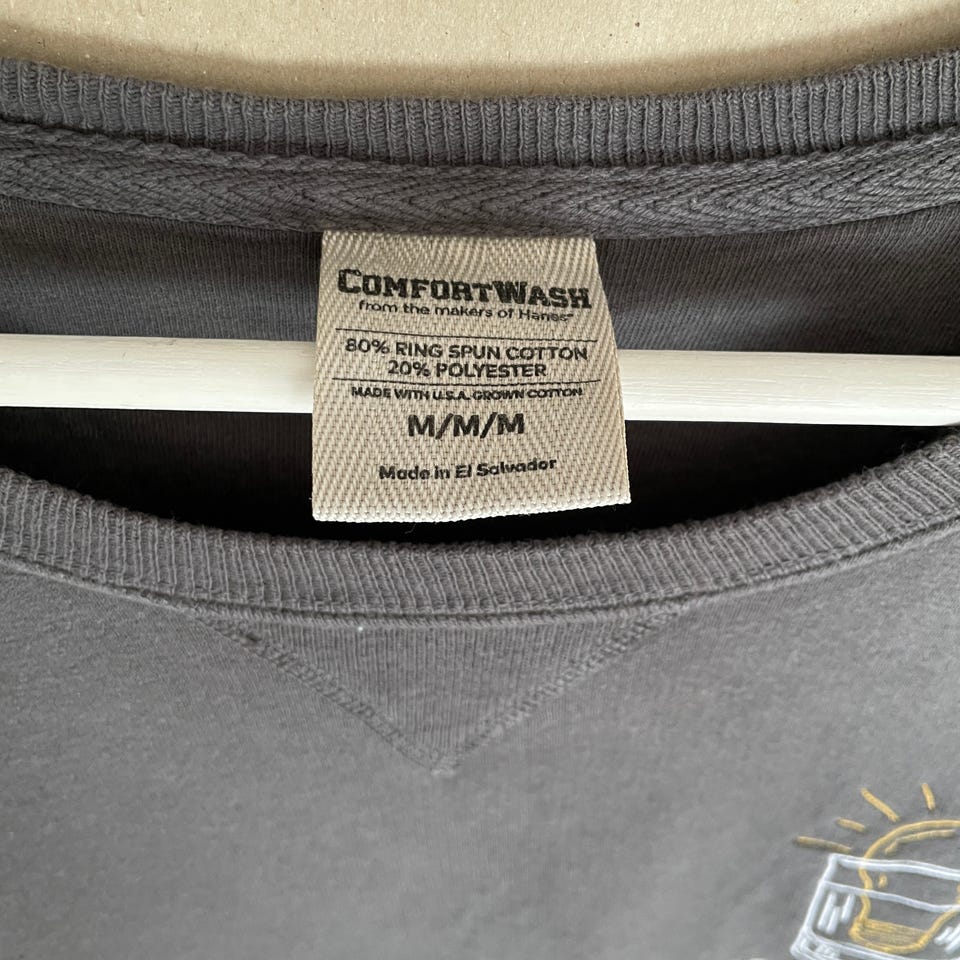 COMFORTWASH
from the makers of Hanes
80% RING SPUN COTTON
20% POLYESTER
MADE WITH U.S.A. GROWN COTTON
M/M/M
Made in El Salvador